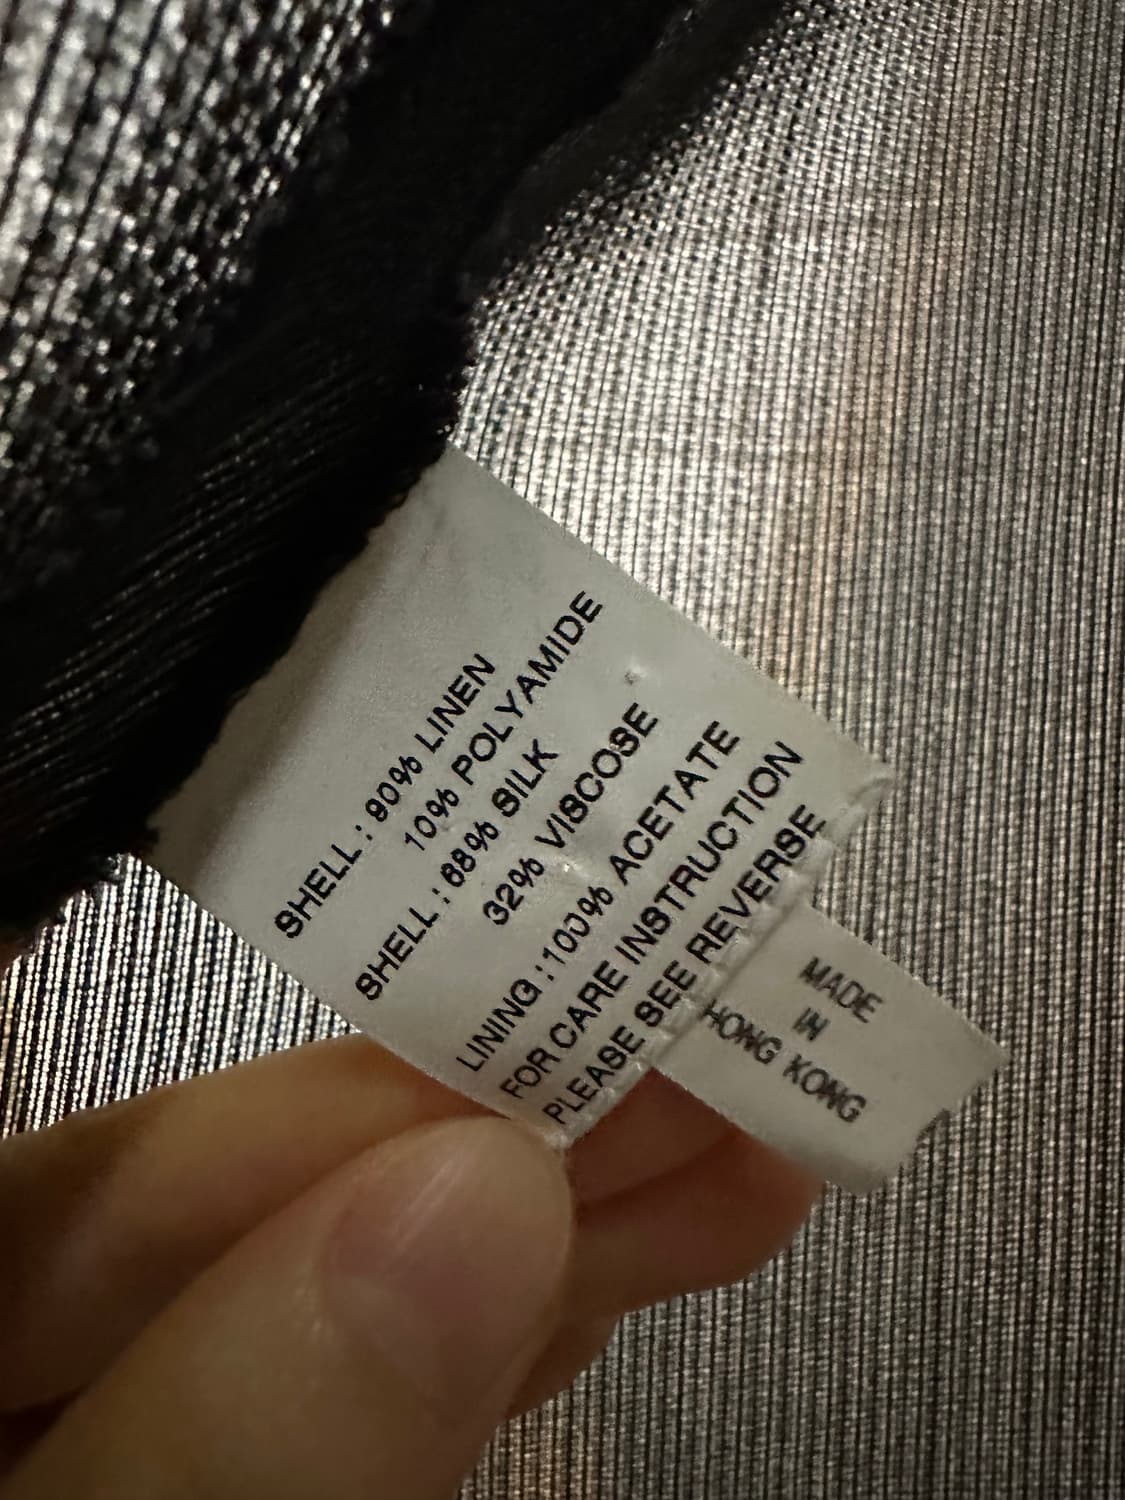 SHELL : 90% LINEN
10% POLYAMIDE
SHELL : 68% SILK
32% VISCOSE
LINING : 100% ACETATE
FOR CARE INSTRUCTION
PLEASE SEE REVERSE
MADE
IN
HONG KONG